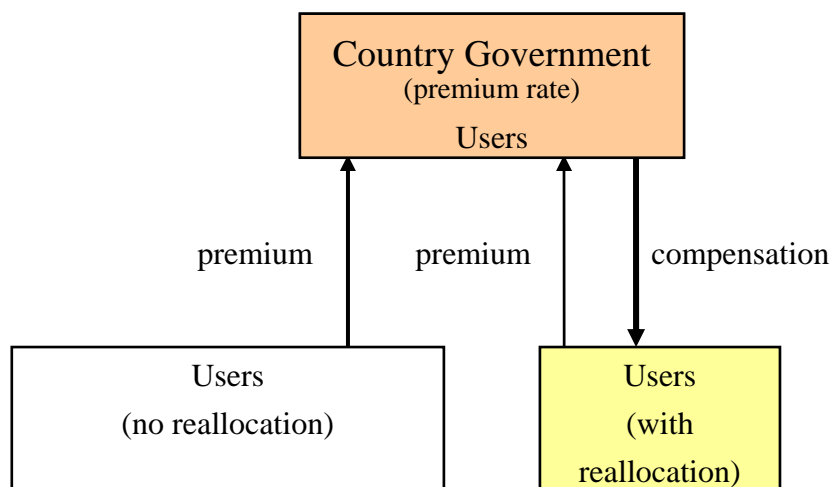 Country Government
(premium rate)
Users
premium
premium
compensation
Users
(no reallocation)
Users
(with
reallocation)